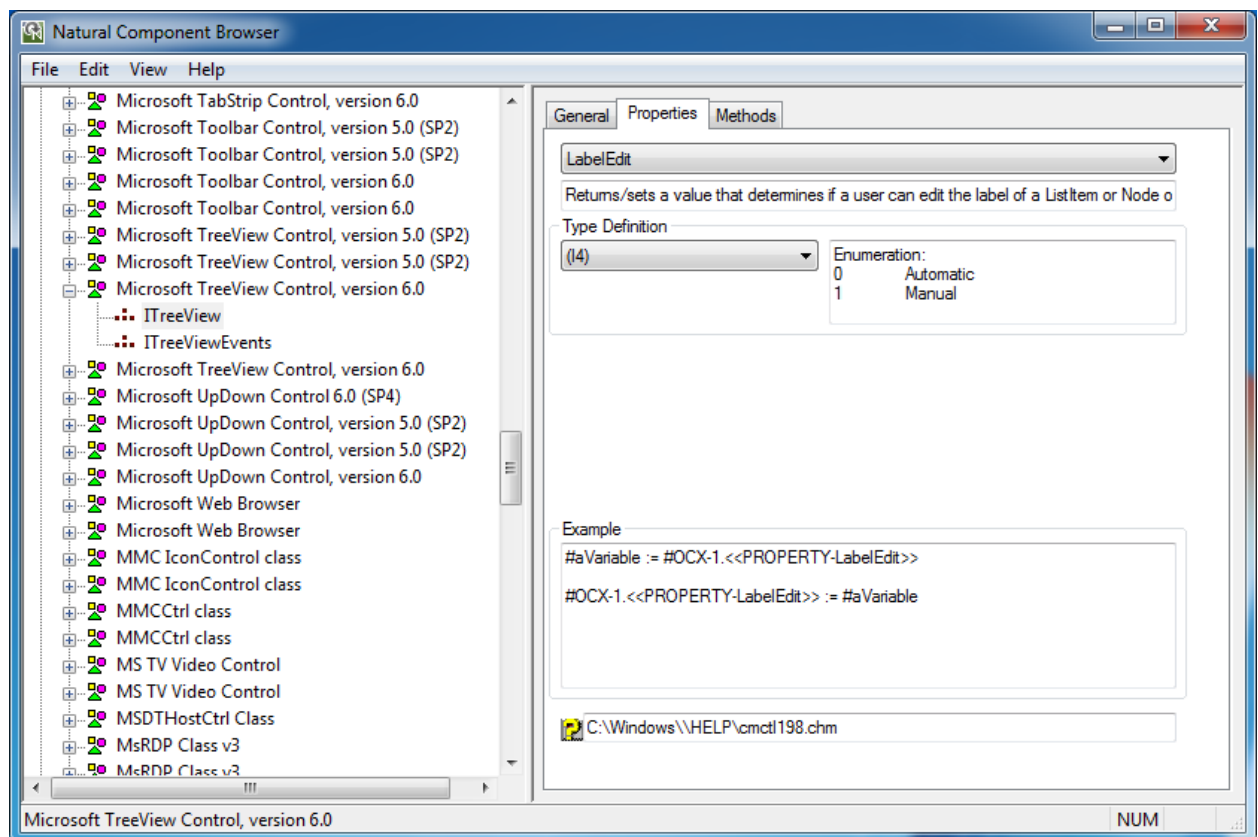 Natural Component Browser
File Edit View Help
Microsoft TabStrip Control, version 6.0
Microsoft Toolbar Control, version 5.0 (SP2)
Microsoft Toolbar Control, version 5.0 (SP2)
Microsoft Toolbar Control, version 6.0
Microsoft Toolbar Control, version 6.0
Microsoft TreeView Control, version 5.0 (SP2)
Microsoft TreeView Control, version 5.0 (SP2)
Microsoft TreeView Control, version 6.0
ITreeView
ITreeViewEvents
Microsoft TreeView Control, version 6.0
Microsoft UpDown Control 6.0 (SP4)
Microsoft UpDown Control, version 5.0 (SP2)
Microsoft UpDown Control, version 5.0 (SP2)
Microsoft UpDown Control, version 6.0
Microsoft Web Browser
Microsoft Web Browser
MMC IconControl class
MMC IconControl class
MMCCtrl class
MMCCtrl class
MS TV Video Control
MS TV Video Control
MSDTHostCtrl Class
MsRDP Class v3
MsRDP Class v3
General Properties Methods
LabelEdit
Returns/sets a value that determines if a user can edit the label of a ListItem or Node o
Type Definition
(I4)
Enumeration:
0 Automatic
1 Manual
Example
#aVariable := #OCX-1.<<PROPERTY-LabelEdit>>
#OCX-1.<<PROPERTY-LabelEdit>> := #aVariable
C:\Windows\\HELP\cmctl198.chm
Microsoft TreeView Control, version 6.0
NUM